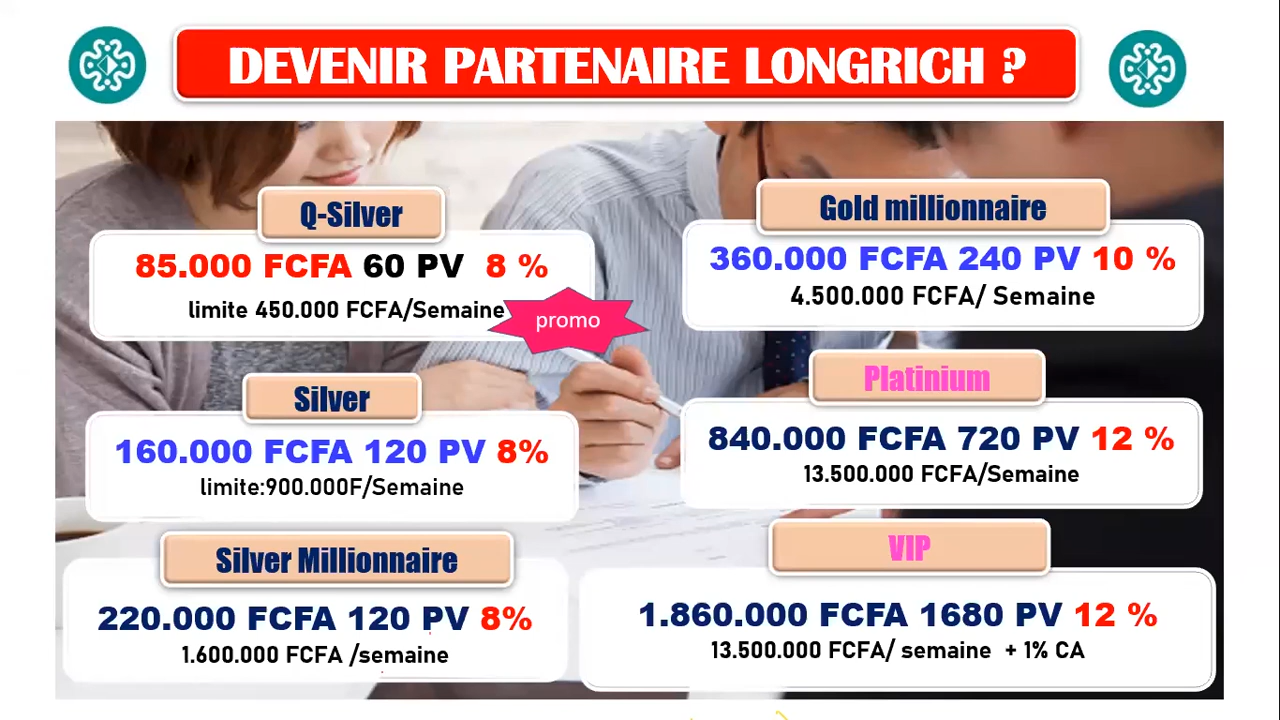 DEVENIR PARTENAIRE LONGRICH ?
Q-Silver
85.000 FCFA 60 PV 8 %
limite 450.000 FCFA/Semaine
promo
Silver
160.000 FCFA 120 PV 8%
limite:900.000F/Semaine
Silver Millionnaire
220.000 FCFA 120 PV 8%
1.600.000 FCFA /semaine
Gold millionnaire
360.000 FCFA 240 PV 10 %
4.500.000 FCFA/ Semaine
Platinium
840.000 FCFA 720 PV 12 %
13.500.000 FCFA/Semaine
VIP
1.860.000 FCFA 1680 PV 12 %
13.500.000 FCFA/ semaine + 1% CA